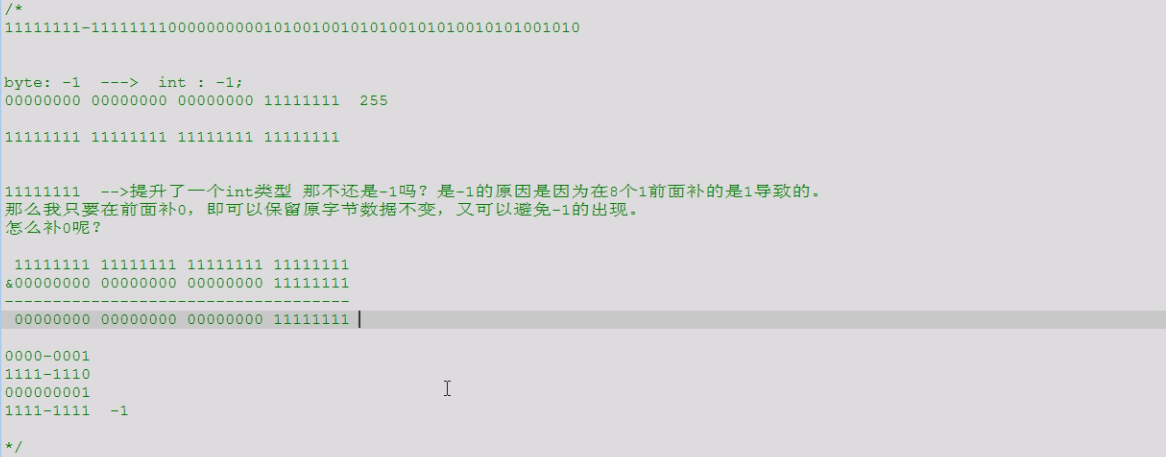 /*
11111111-111111110000000000101001001010100101010010101001010
byte: -1  --->  int : -1;
00000000 00000000 00000000 11111111  255
11111111 11111111 11111111 11111111
11111111  -->提升了一个int类型 那不还是-1吗？是-1的原因是因为在8个1前面补的是1导致的。
那么我只要在前面补0，即可以保留原字节数据不变，又可以避免-1的出现。
怎么补0呢？
11111111 11111111 11111111 11111111
&00000000 00000000 00000000 11111111
------------------------------------
00000000 00000000 00000000 11111111
0000-0001
1111-1110
000000001
1111-1111  -1
*/